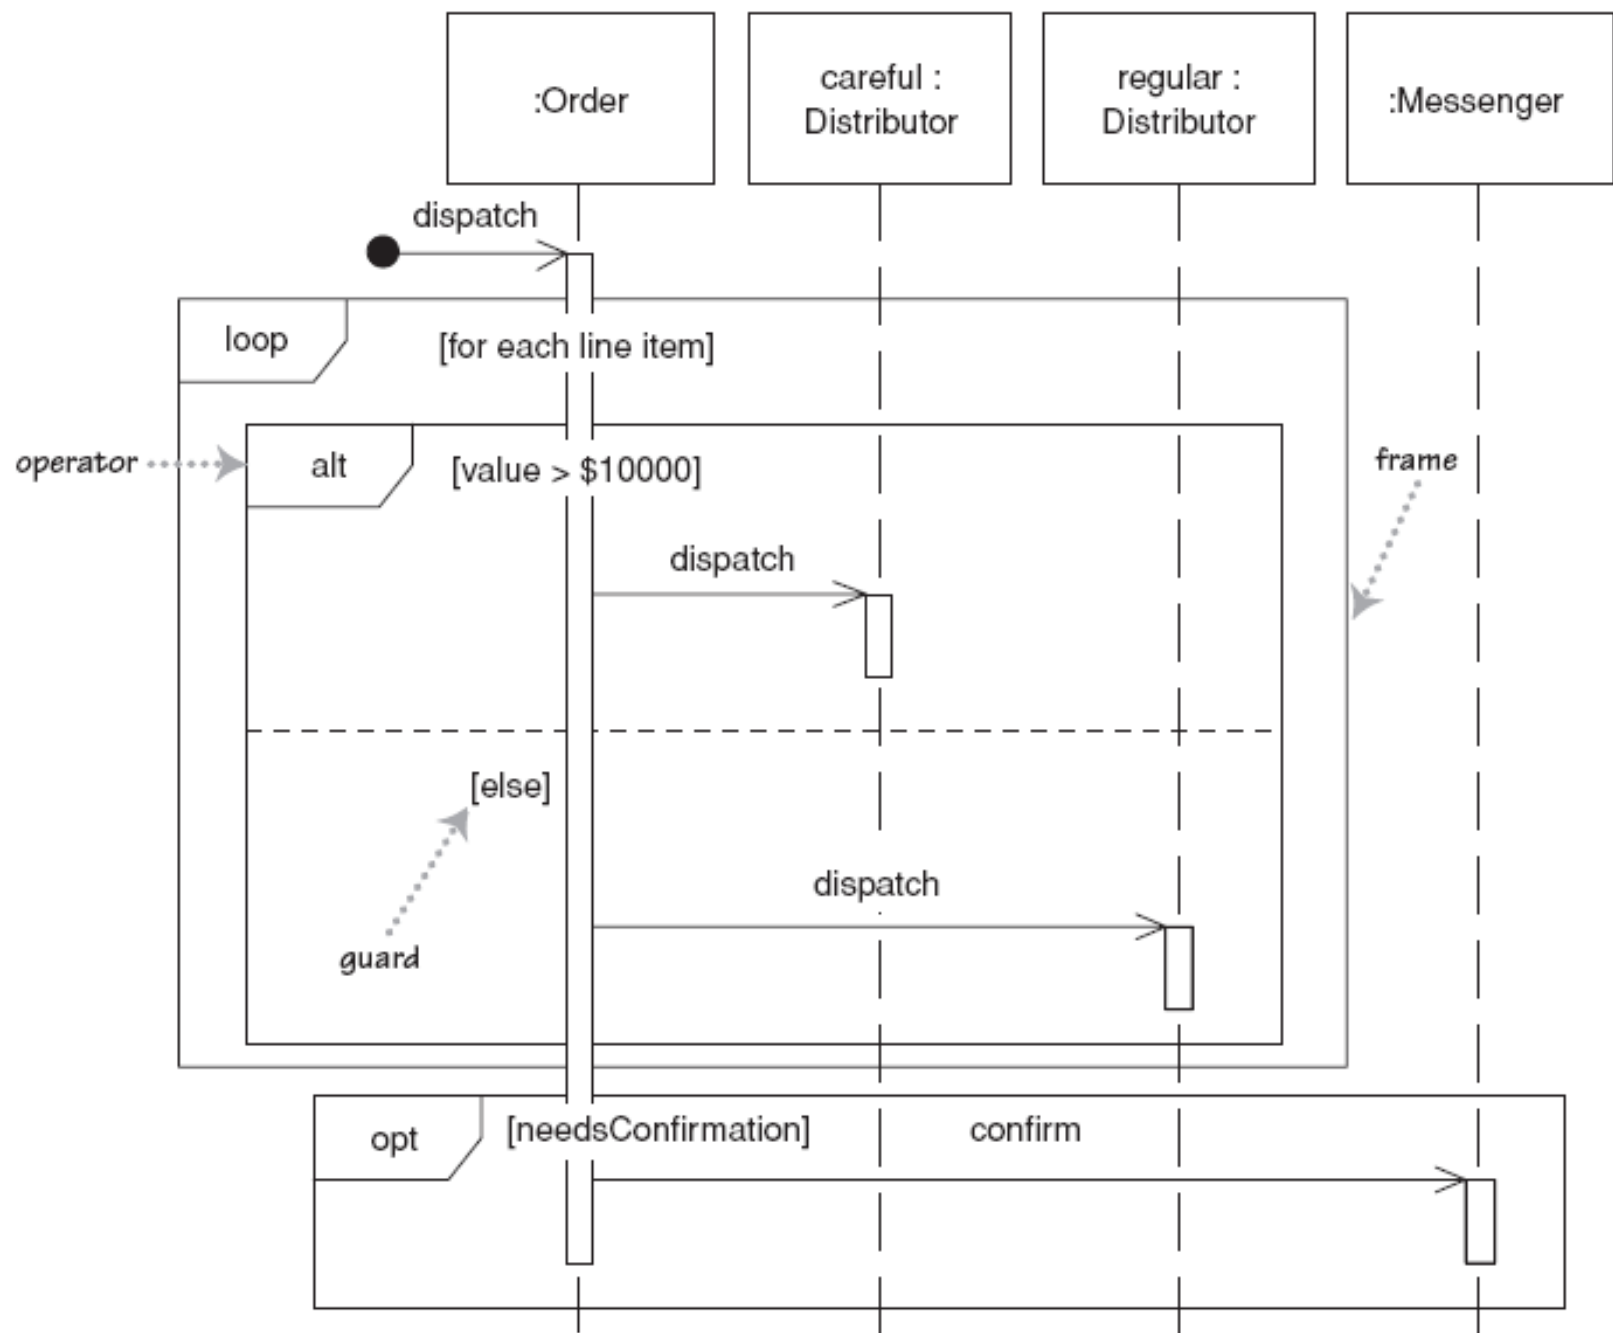 :Order
careful :
Distributor
regular :
Distributor
:Messenger
dispatch
loop
[for each line item]
operator
alt
[value > $10000]
frame
dispatch
[else]
dispatch
guard
opt
[needsConfirmation]
confirm